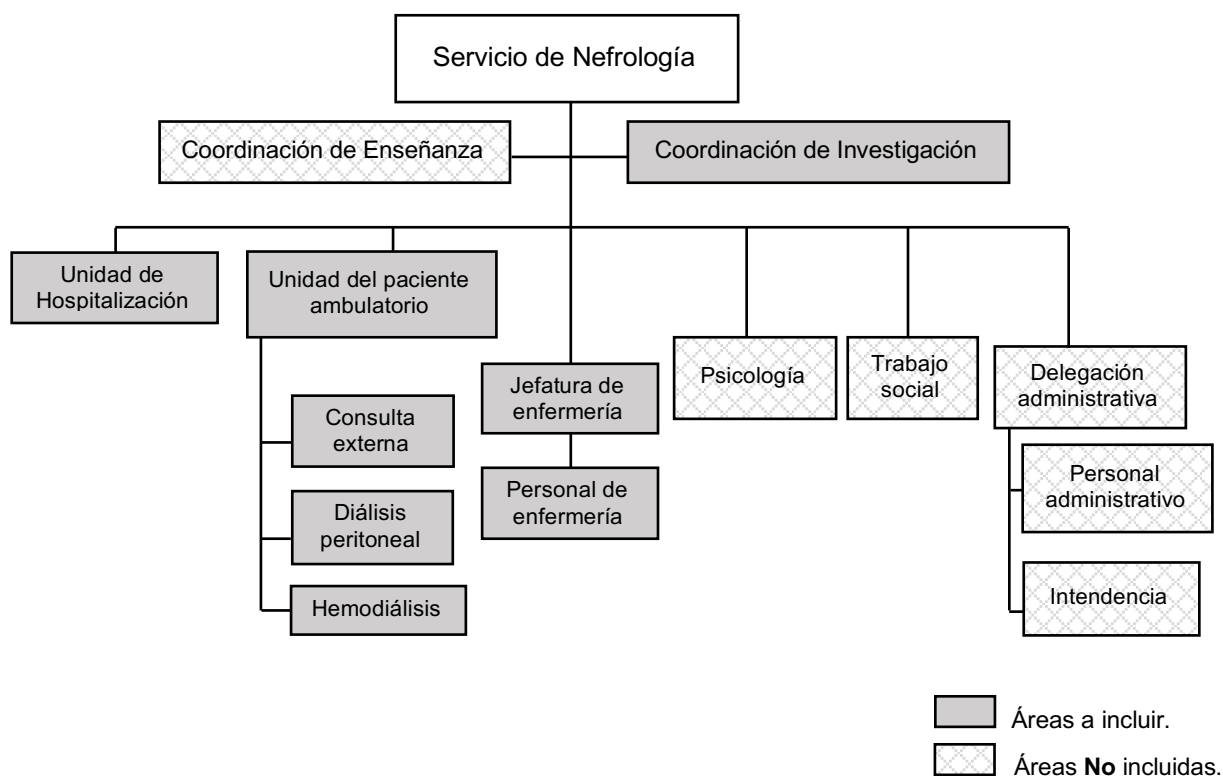 Servicio de Nefrología
Coordinación de Enseñanza
Coordinación de Investigación
Unidad de
Hospitalización
Unidad del paciente
ambulatorio
Jefatura de
enfermería
Psicología
Trabajo
social
Delegación
administrativa
Consulta
externa
Personal de
enfermería
Personal
administrativo
Diálisis
peritoneal
Hemodiálisis
Intendencia
Áreas a incluir.
Áreas No incluidas.